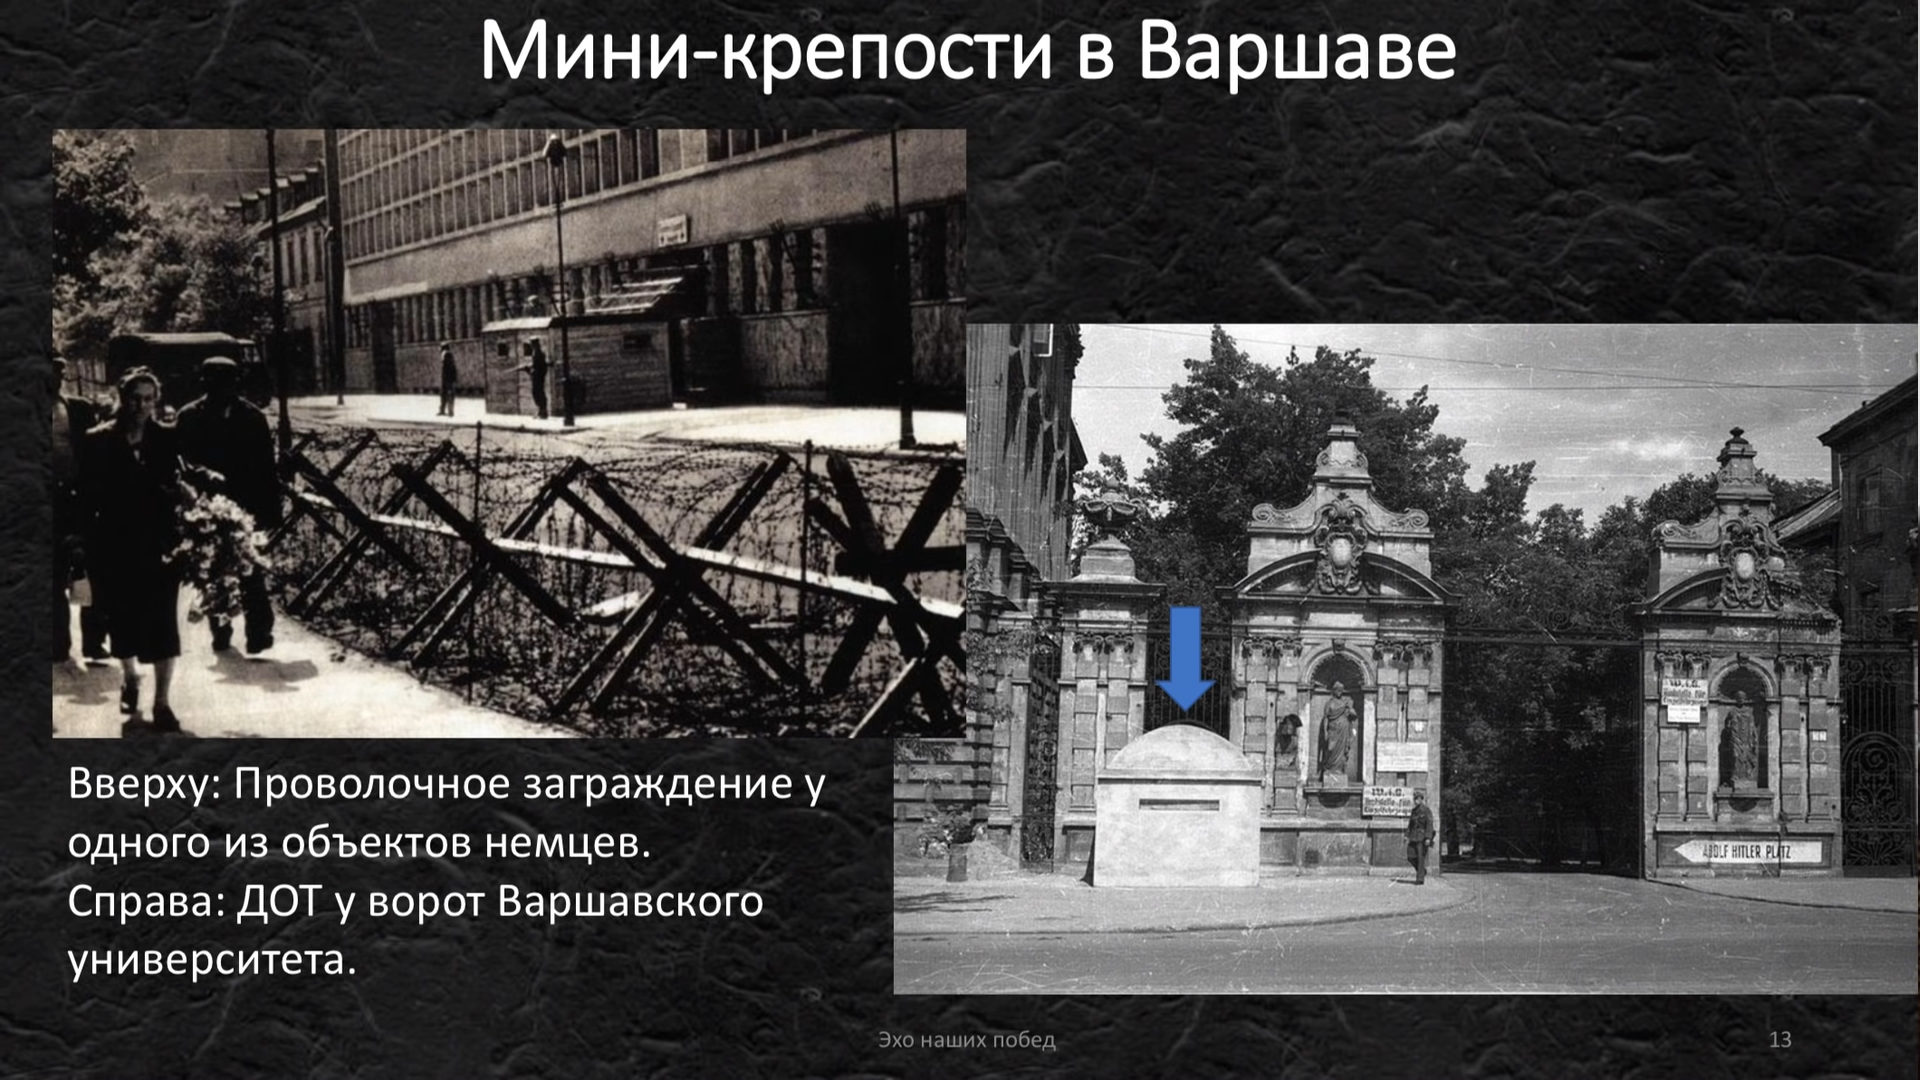 Мини-крепости в Варшаве
Вверху: Проволочное заграждение у
одного из объектов немцев.
Справа: ДОТ у ворот Варшавского
университета.
ADOLF HITLER PLATZ
Эхо наших побед
13